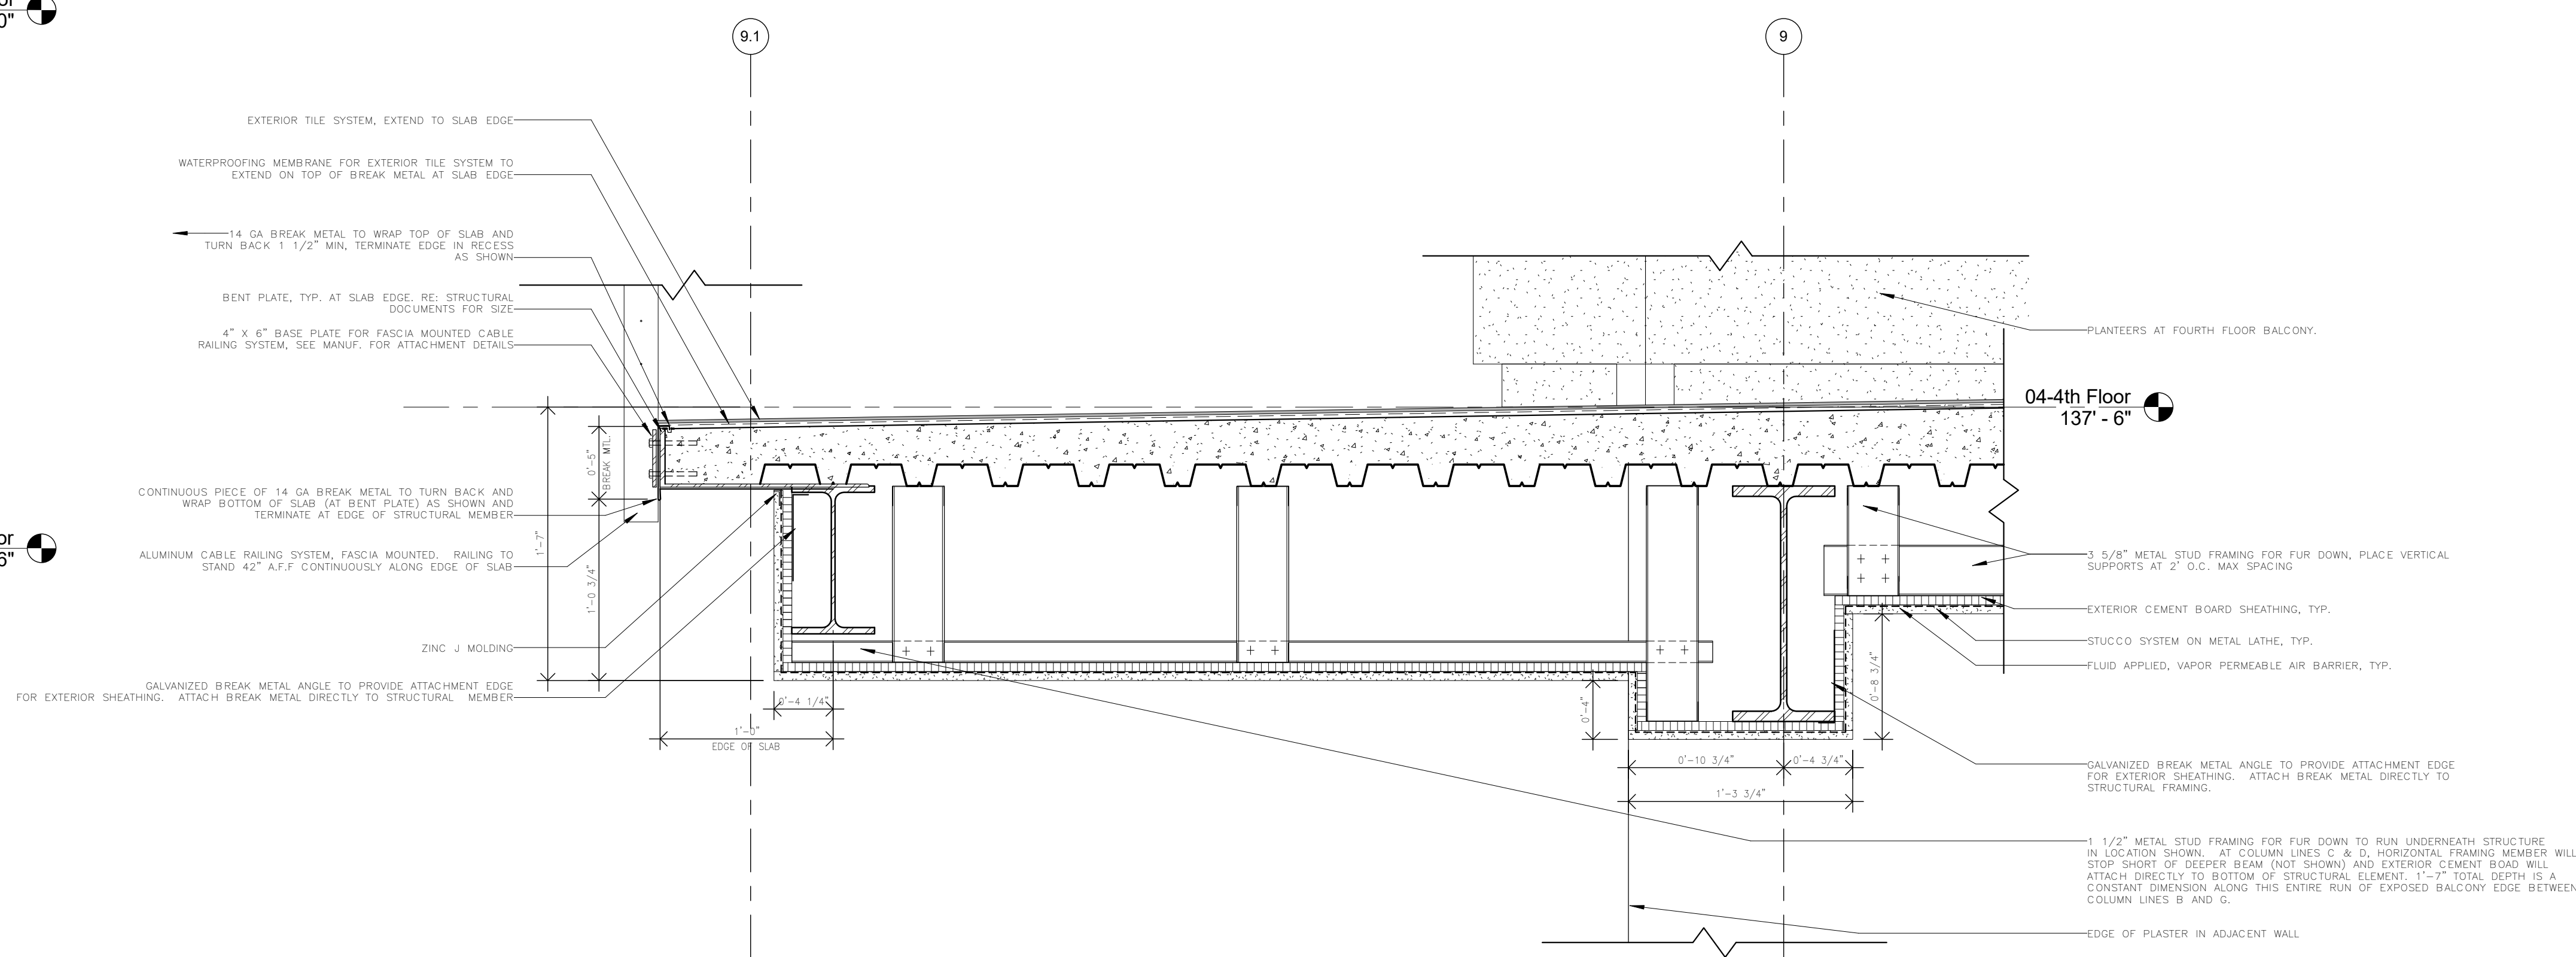 or
0"
9.1
9
EXTERIOR TILE SYSTEM, EXTEND TO SLAB EDGE
WATERPROOFING MEMBRANE FOR EXTERIOR TILE SYSTEM TO
EXTEND ON TOP OF BREAK METAL AT SLAB EDGE
14 GA BREAK METAL TO WRAP TOP OF SLAB AND
TURN BACK 1 1/2" MIN, TERMINATE EDGE IN RECESS
AS SHOWN
BENT PLATE, TYP. AT SLAB EDGE. RE: STRUCTURAL
DOCUMENTS FOR SIZE
4" X 6" BASE PLATE FOR FASCIA MOUNTED CABLE
RAILING SYSTEM, SEE MANUF. FOR ATTACHMENT DETAILS
CONTINUOUS PIECE OF 14 GA BREAK METAL TO TURN BACK AND
WRAP BOTTOM OF SLAB (AT BENT PLATE) AS SHOWN AND
TERMINATE AT EDGE OF STRUCTURAL MEMBER
or
6"
ALUMINUM CABLE RAILING SYSTEM, FASCIA MOUNTED. RAILING TO
STAND 42" A.F.F CONTINUOUSLY ALONG EDGE OF SLAB
ZINC J MOLDING
GALVANIZED BREAK METAL ANGLE TO PROVIDE ATTACHMENT EDGE
FOR EXTERIOR SHEATHING. ATTACH BREAK METAL DIRECTLY TO STRUCTURAL MEMBER
1'-7"
0'-5"
BREAK MTL.
1'-0 3/4"
0'-4 1/4"
1'-0"
EDGE OF SLAB
0'-4"
0'-8 3/4"
0'-10 3/4"
0'-4 3/4"
1'-3 3/4"
PLANTEERS AT FOURTH FLOOR BALCONY.
04-4th Floor
137' - 6"
3 5/8" METAL STUD FRAMING FOR FUR DOWN, PLACE VERTICAL
SUPPORTS AT 2' O.C. MAX SPACING
EXTERIOR CEMENT BOARD SHEATHING, TYP.
STUCCO SYSTEM ON METAL LATHE, TYP.
FLUID APPLIED, VAPOR PERMEABLE AIR BARRIER, TYP.
GALVANIZED BREAK METAL ANGLE TO PROVIDE ATTACHMENT EDGE
FOR EXTERIOR SHEATHING. ATTACH BREAK METAL DIRECTLY TO
STRUCTURAL FRAMING.
1 1/2" METAL STUD FRAMING FOR FUR DOWN TO RUN UNDERNEATH STRUCTURE
IN LOCATION SHOWN. AT COLUMN LINES C & D, HORIZONTAL FRAMING MEMBER WILL
STOP SHORT OF DEEPER BEAM (NOT SHOWN) AND EXTERIOR CEMENT BOAD WILL
ATTACH DIRECTLY TO BOTTOM OF STRUCTURAL ELEMENT. 1'-7" TOTAL DEPTH IS A
CONSTANT DIMENSION ALONG THIS ENTIRE RUN OF EXPOSED BALCONY EDGE BETWEEN
COLUMN LINES B AND G.
EDGE OF PLASTER IN ADJACENT WALL